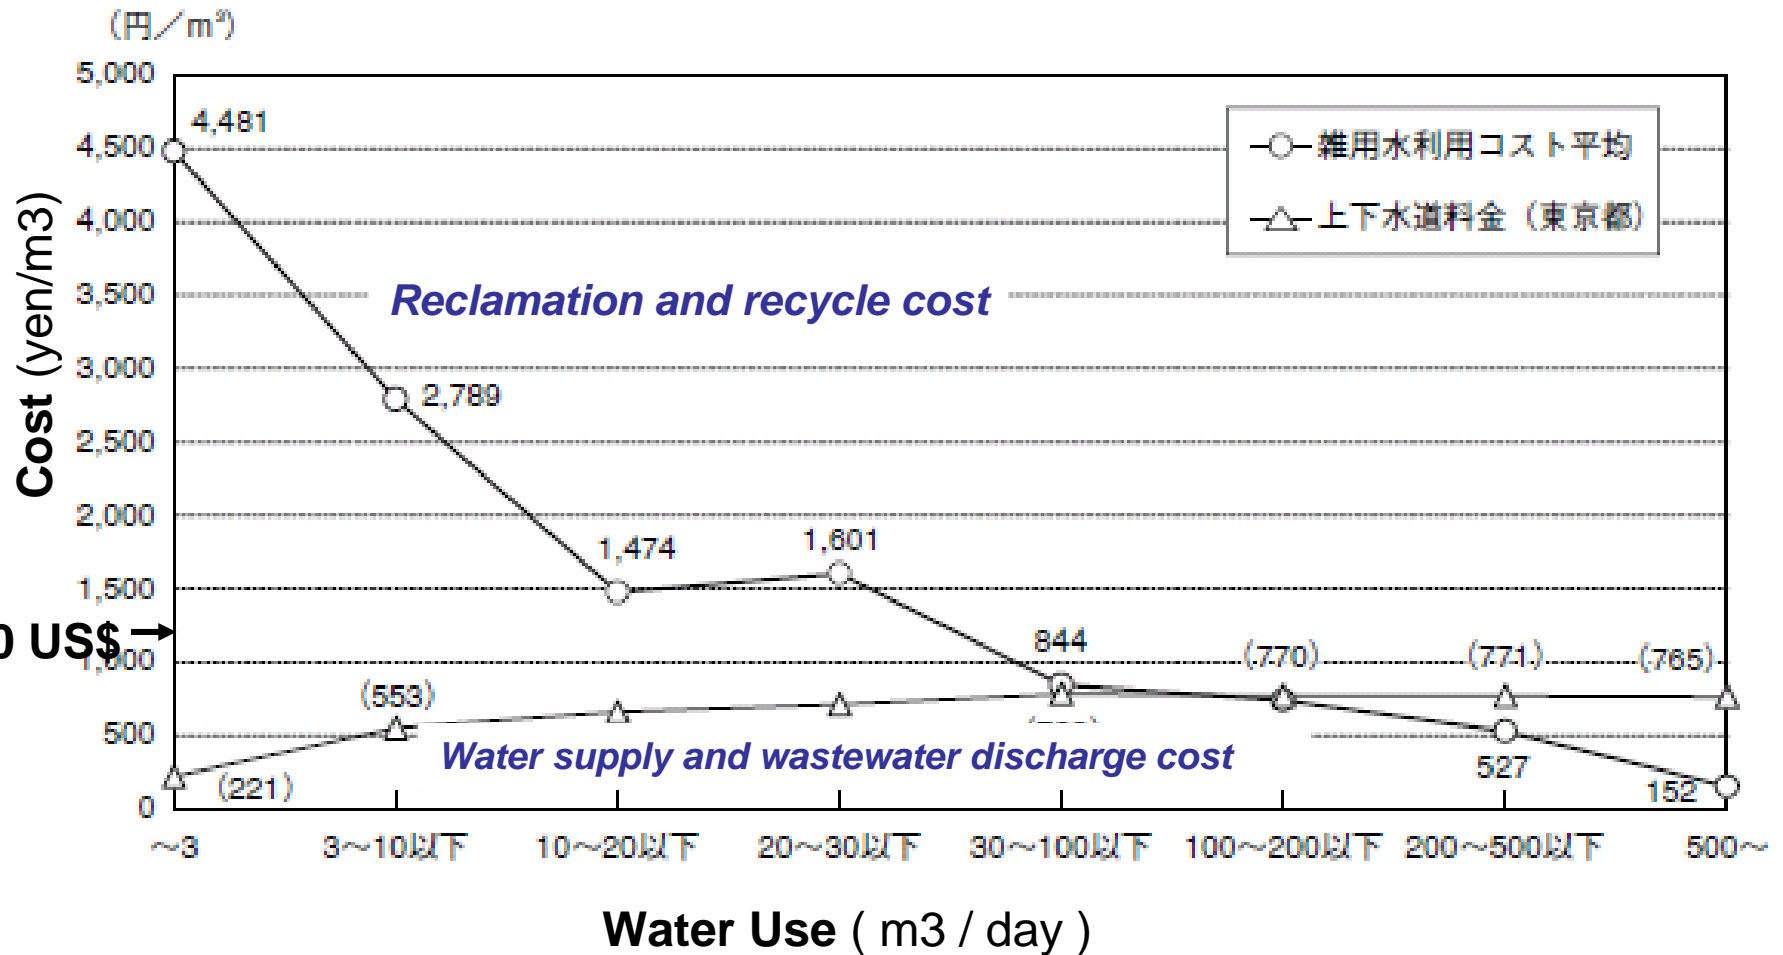 (円／m³)
5,000
4,500
4,000
3,500
3,000
2,500
2,000
1,500
1,000
500
0
Cost (yen/m3)
0 US$
4,481
2,789
1,474
1,601
844
527
152
(221)
(553)
(770)
(771)
(765)
雑用水利用コスト平均
上下水道料金（東京都）
Reclamation and recycle cost
Water supply and wastewater discharge cost
～3
3～10以下
10～20以下
20～30以下
30～100以下
100～200以下
200～500以下
500～
Water Use ( m3 / day )